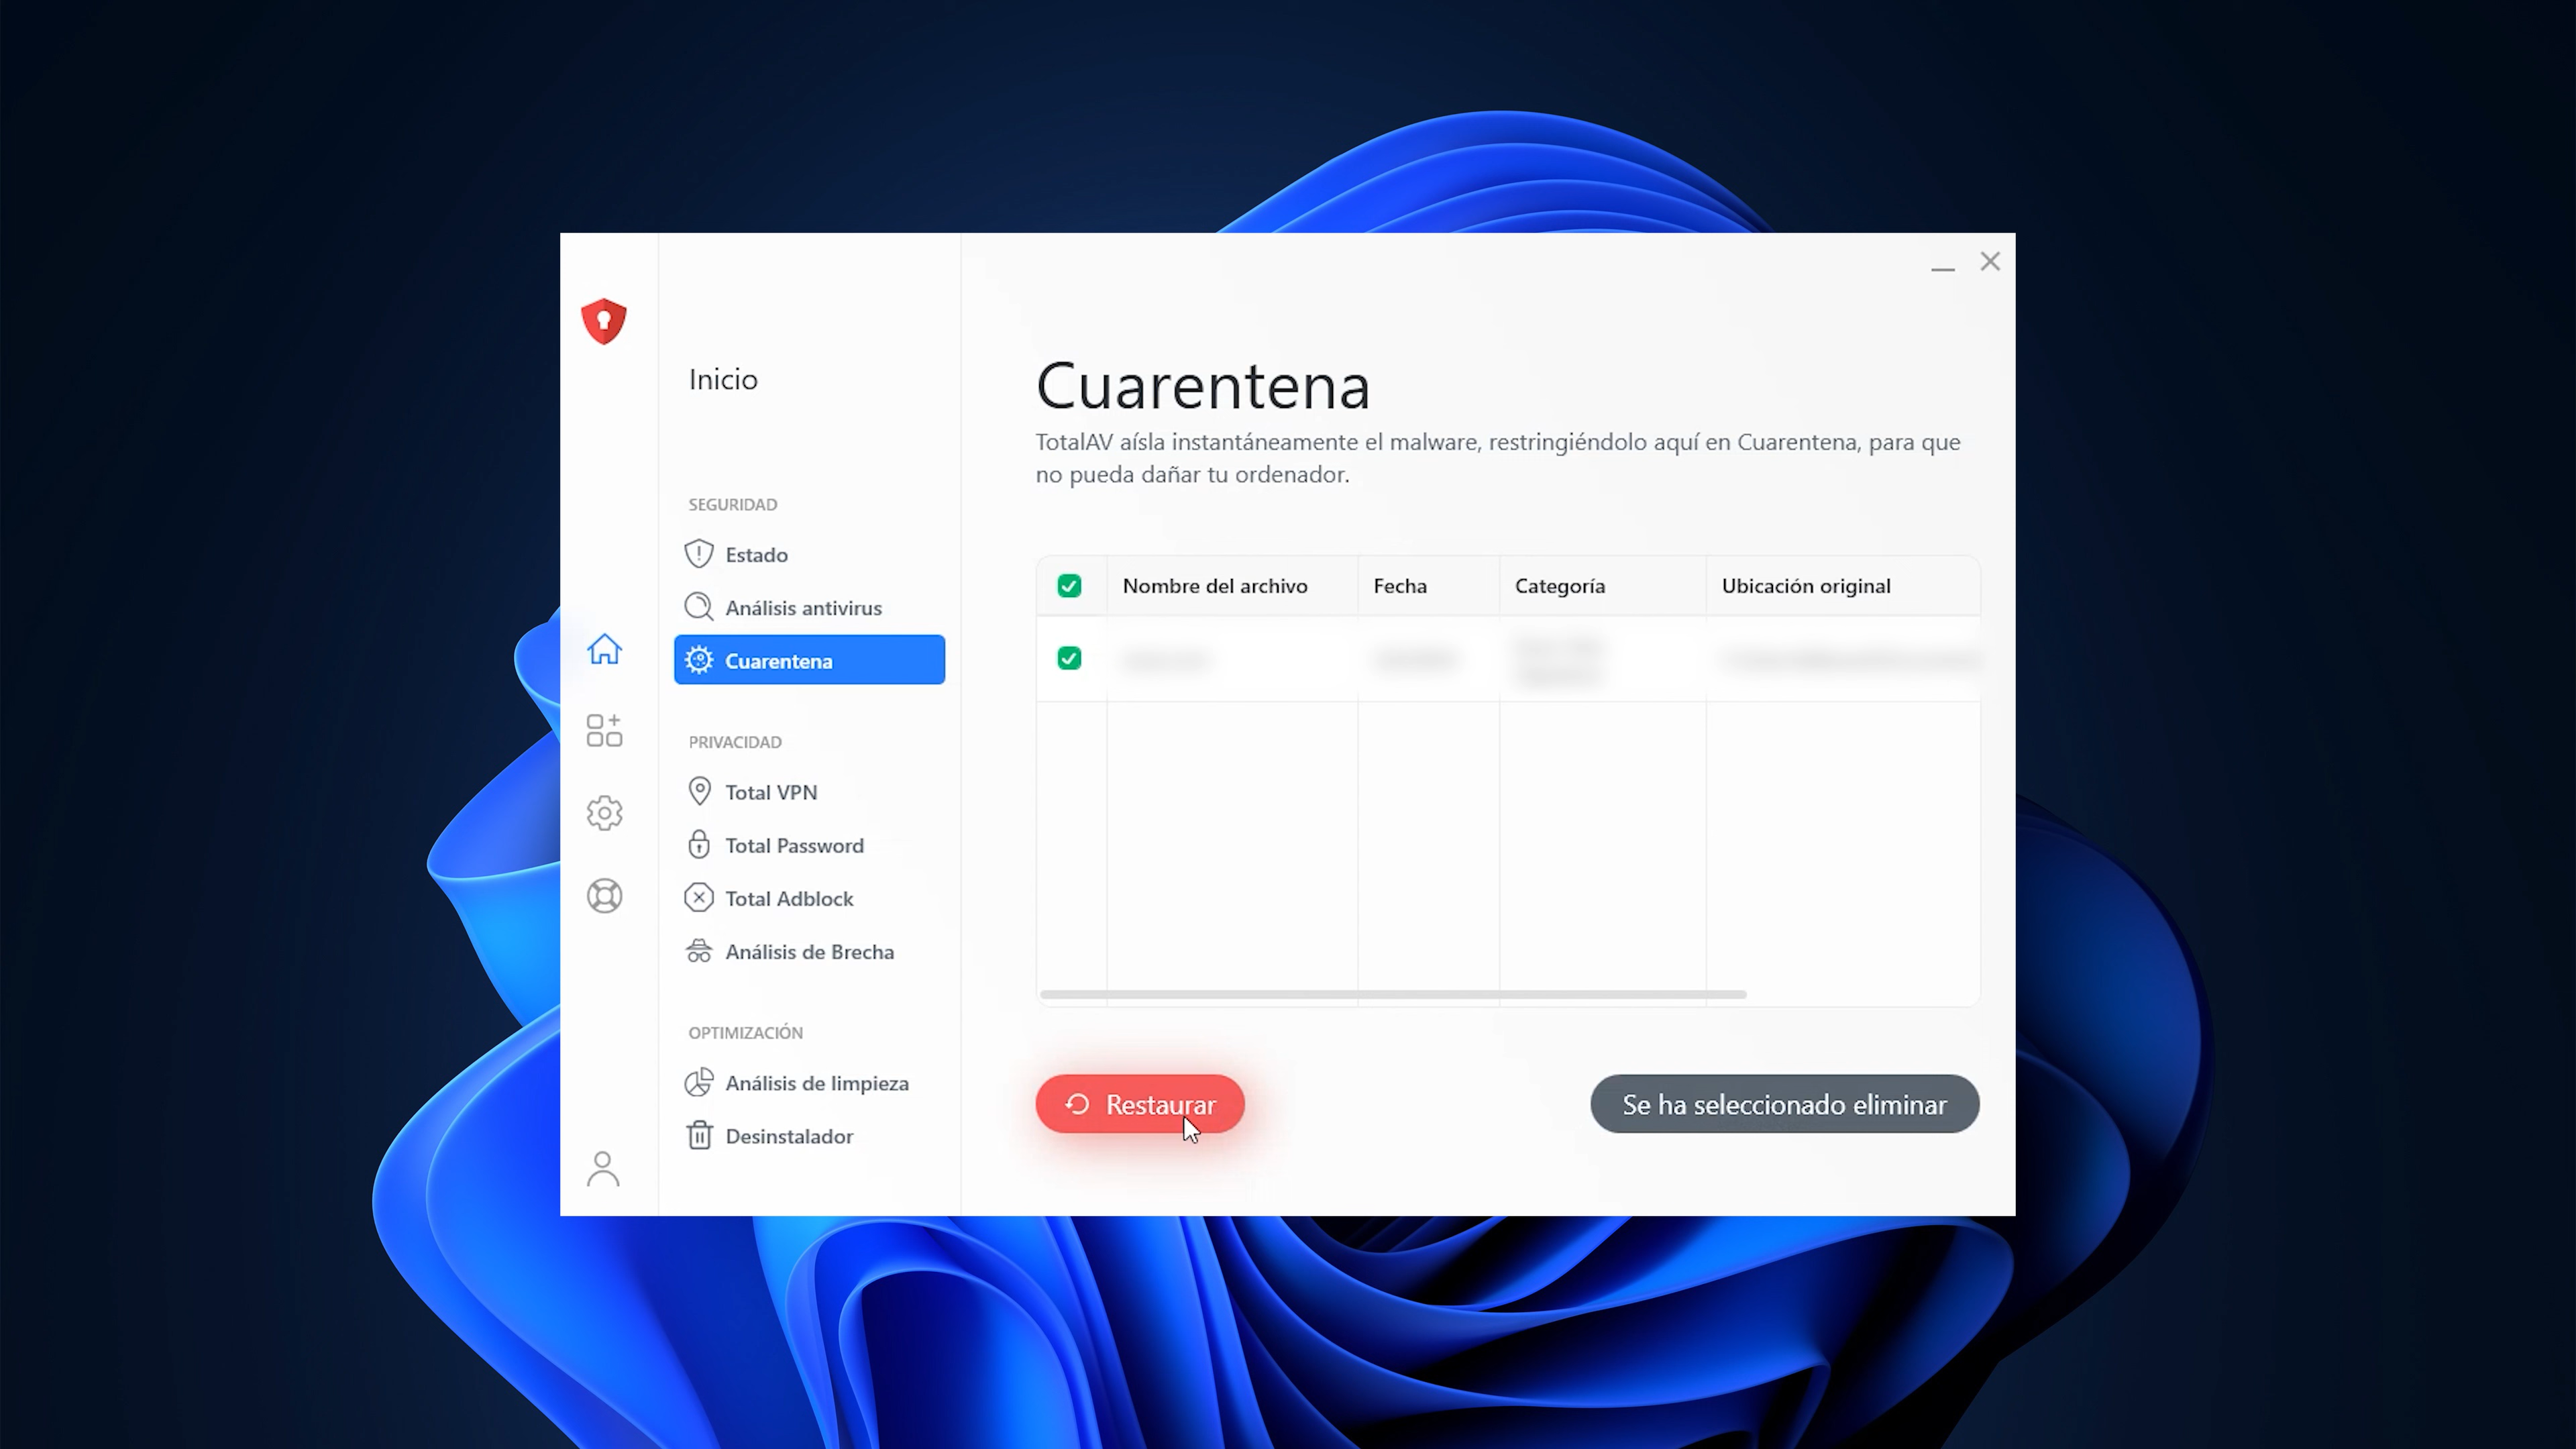 Inicio
SEGURIDAD
Estado
Análisis antivirus
Cuarentena
PRIVACIDAD
Total VPN
Total Password
Total Adblock
Análisis de Brecha
OPTIMIZACIÓN
Análisis de limpieza
Desinstalador
Cuarentena
TotalAV aísla instantáneamente el malware, restringiéndolo aquí en Cuarentena, para que
no pueda dañar tu ordenador.
Nombre del archivo Fecha Categoría Ubicación original
Restaurar
Se ha seleccionado eliminar